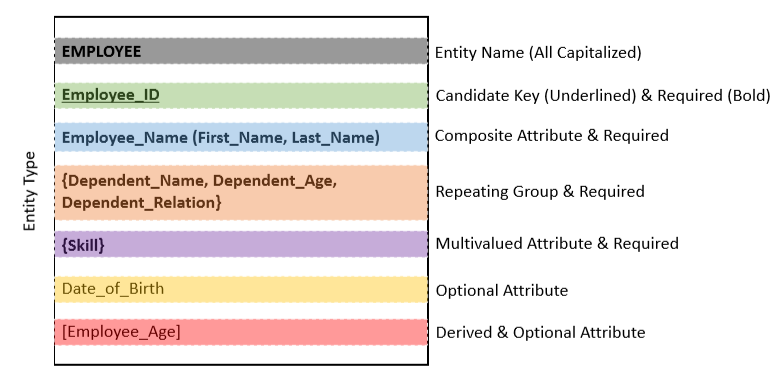 EMPLOYEE
Entity Name (All Capitalized)
Employee_ID
Candidate Key (Underlined) & Required (Bold)
Employee_Name (First_Name, Last_Name)
Composite Attribute & Required
{Dependent_Name, Dependent_Age,
Dependent_Relation}
Repeating Group & Required
{Skill}
Multivalued Attribute & Required
Date_of_Birth
Optional Attribute
[Employee_Age]
Derived & Optional Attribute
Entity Type